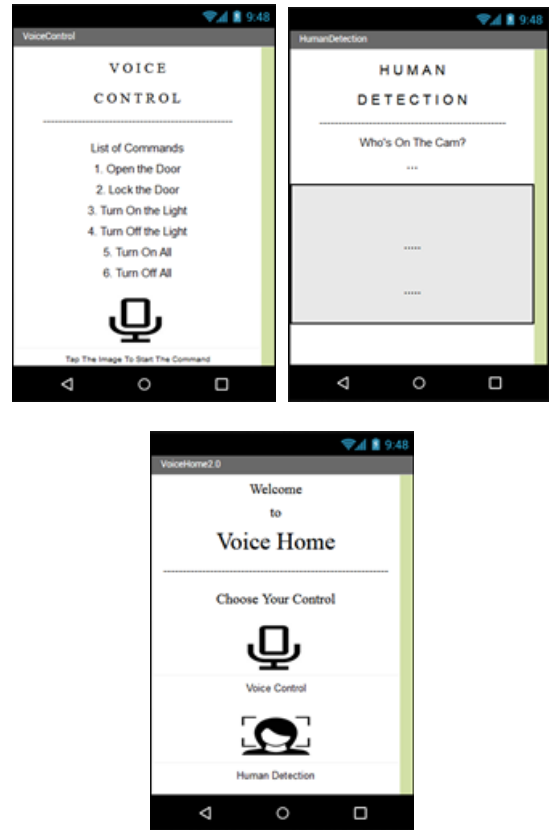 9:48
VoiceControl
VOICE
CONTROL
--------------------------------------------------
List of Commands
1. Open the Door
2. Lock the Door
3. Turn On the Light
4. Turn Off the Light
5. Turn On All
6. Turn Off All
Tap The Image To Start The Command
9:48
HumanDetection
HUMAN
DETECTION
--------------------------------------------------
Who's On The Cam?
...
.....
.....
9:48
VoiceHome2.0
Welcome
to
Voice Home
--------------------------------------------------
Choose Your Control
Voice Control
Human Detection